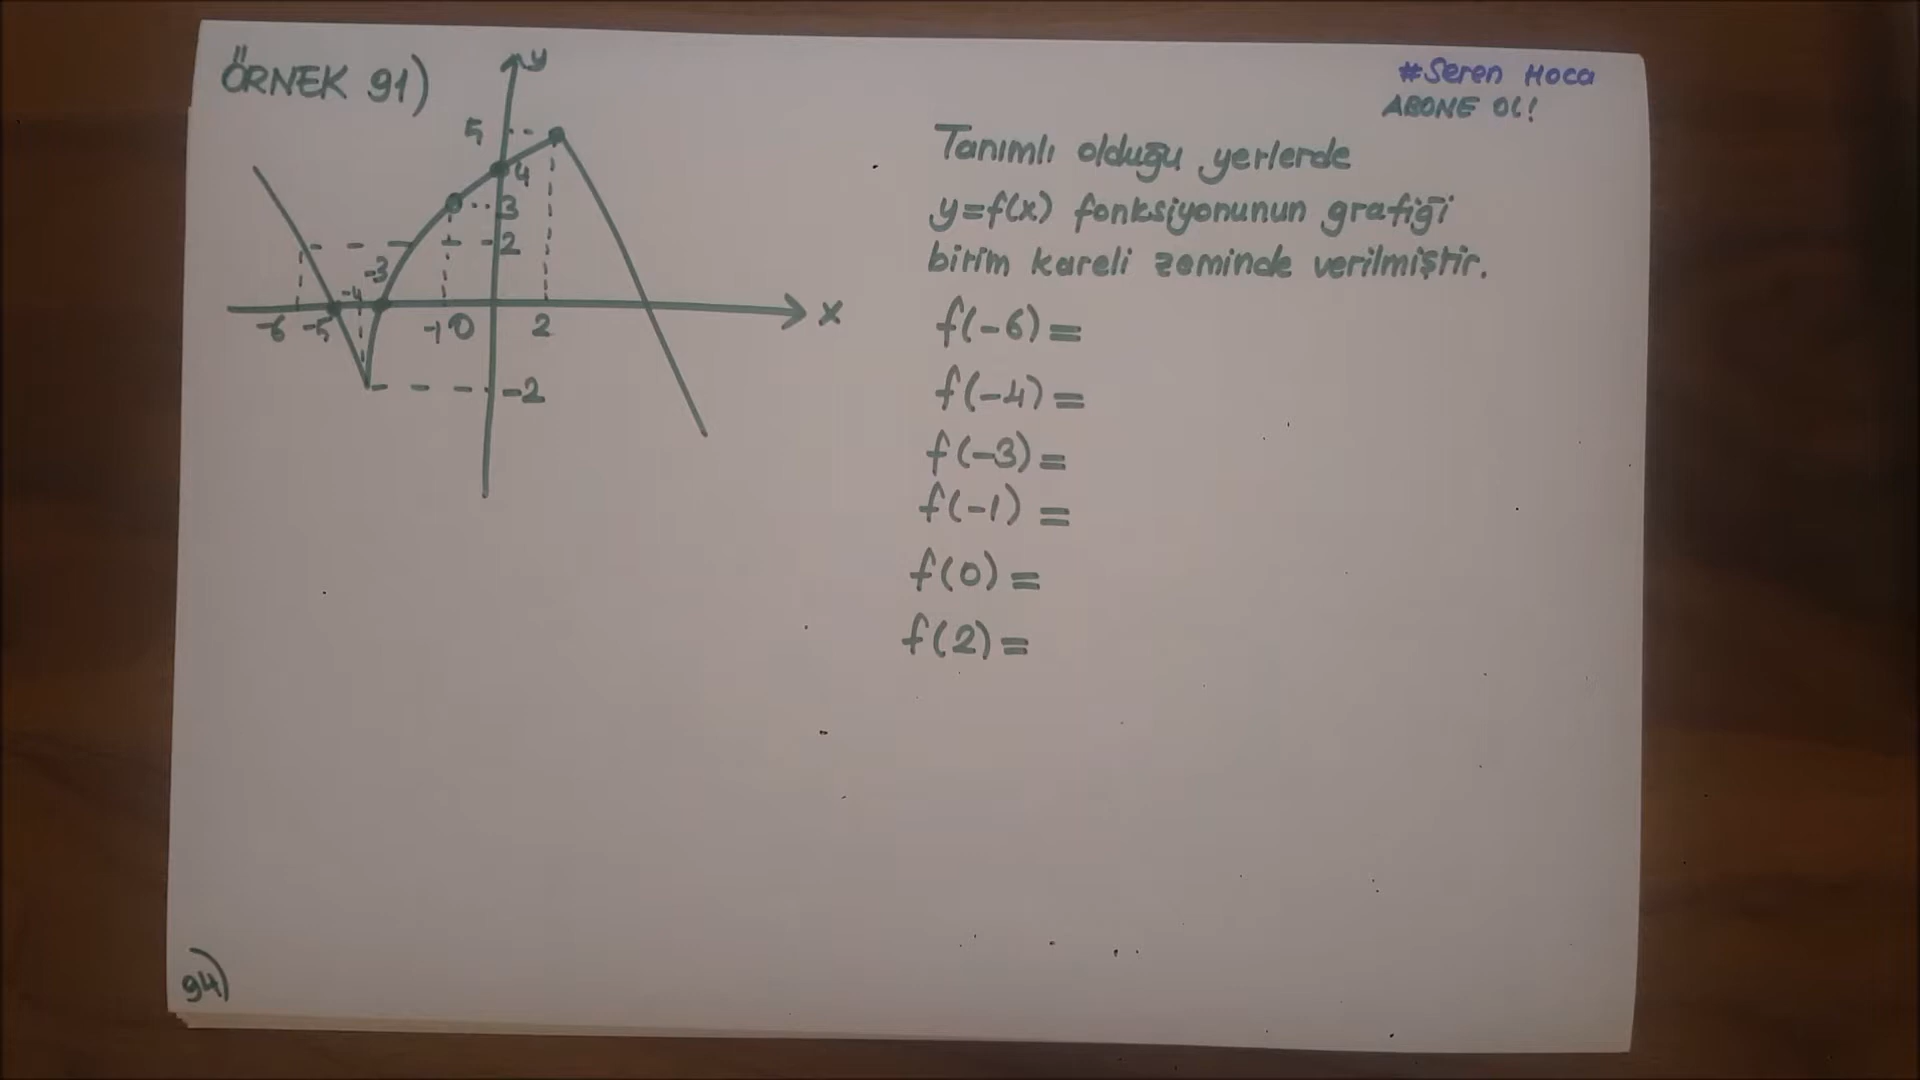 ÖRNEK 91)
#Seren Hoca
ABONE OL!
y
5
4
3
2
-3
-4
-6 -5 -1 0 2
x
-2
Tanımlı olduğu yerlerde
y=f(x) fonksiyonunun grafiği
birim kareli zeminde verilmiştir.
f(-6)=
f(-4)=
f(-3)=
f(-1)=
f(0)=
f(2)=
94)